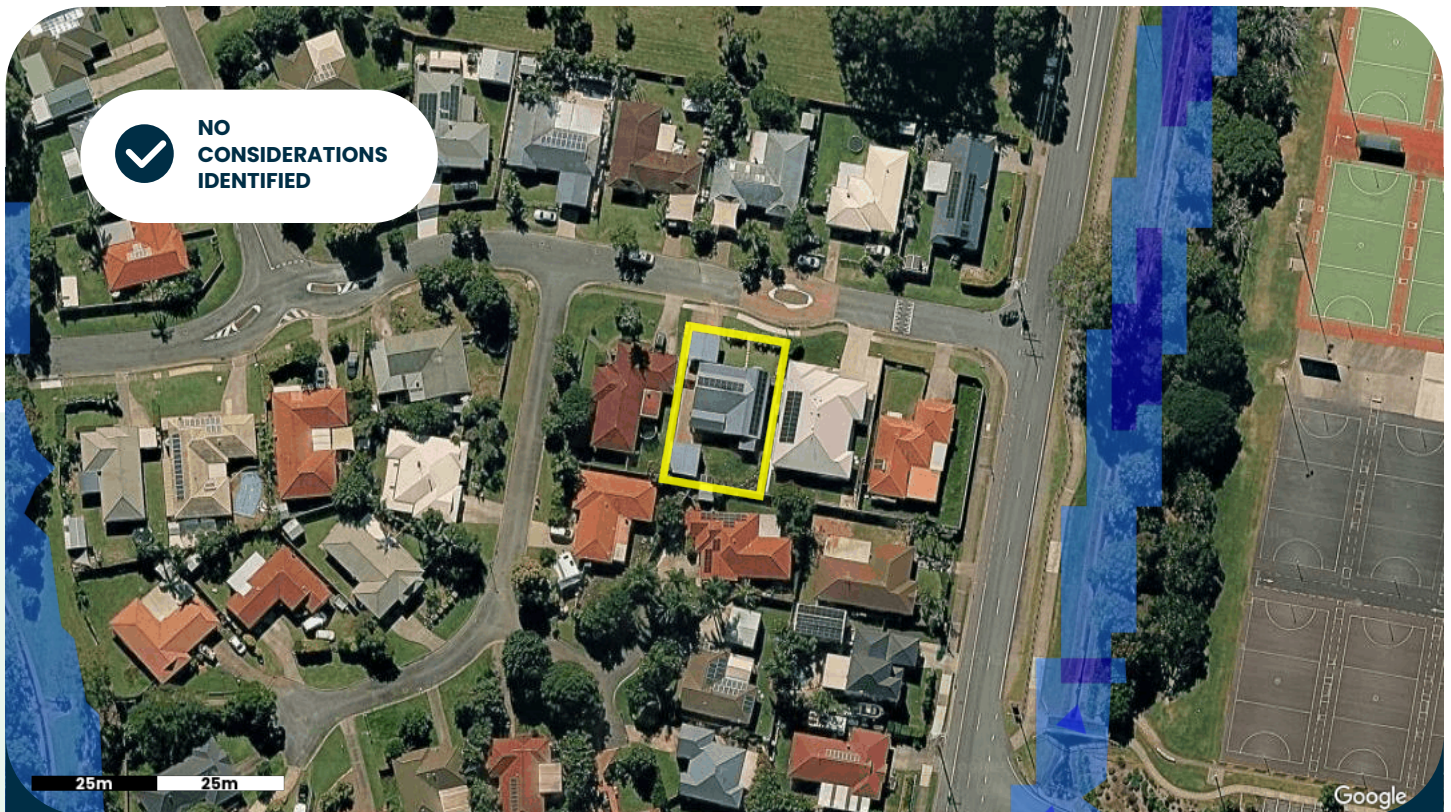 NO
CONSIDERATIONS
IDENTIFIED
25m 25m
Google